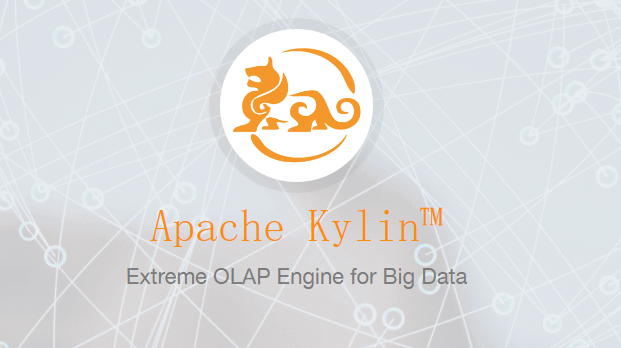 Apache Kylin™
Extreme OLAP Engine for Big Data